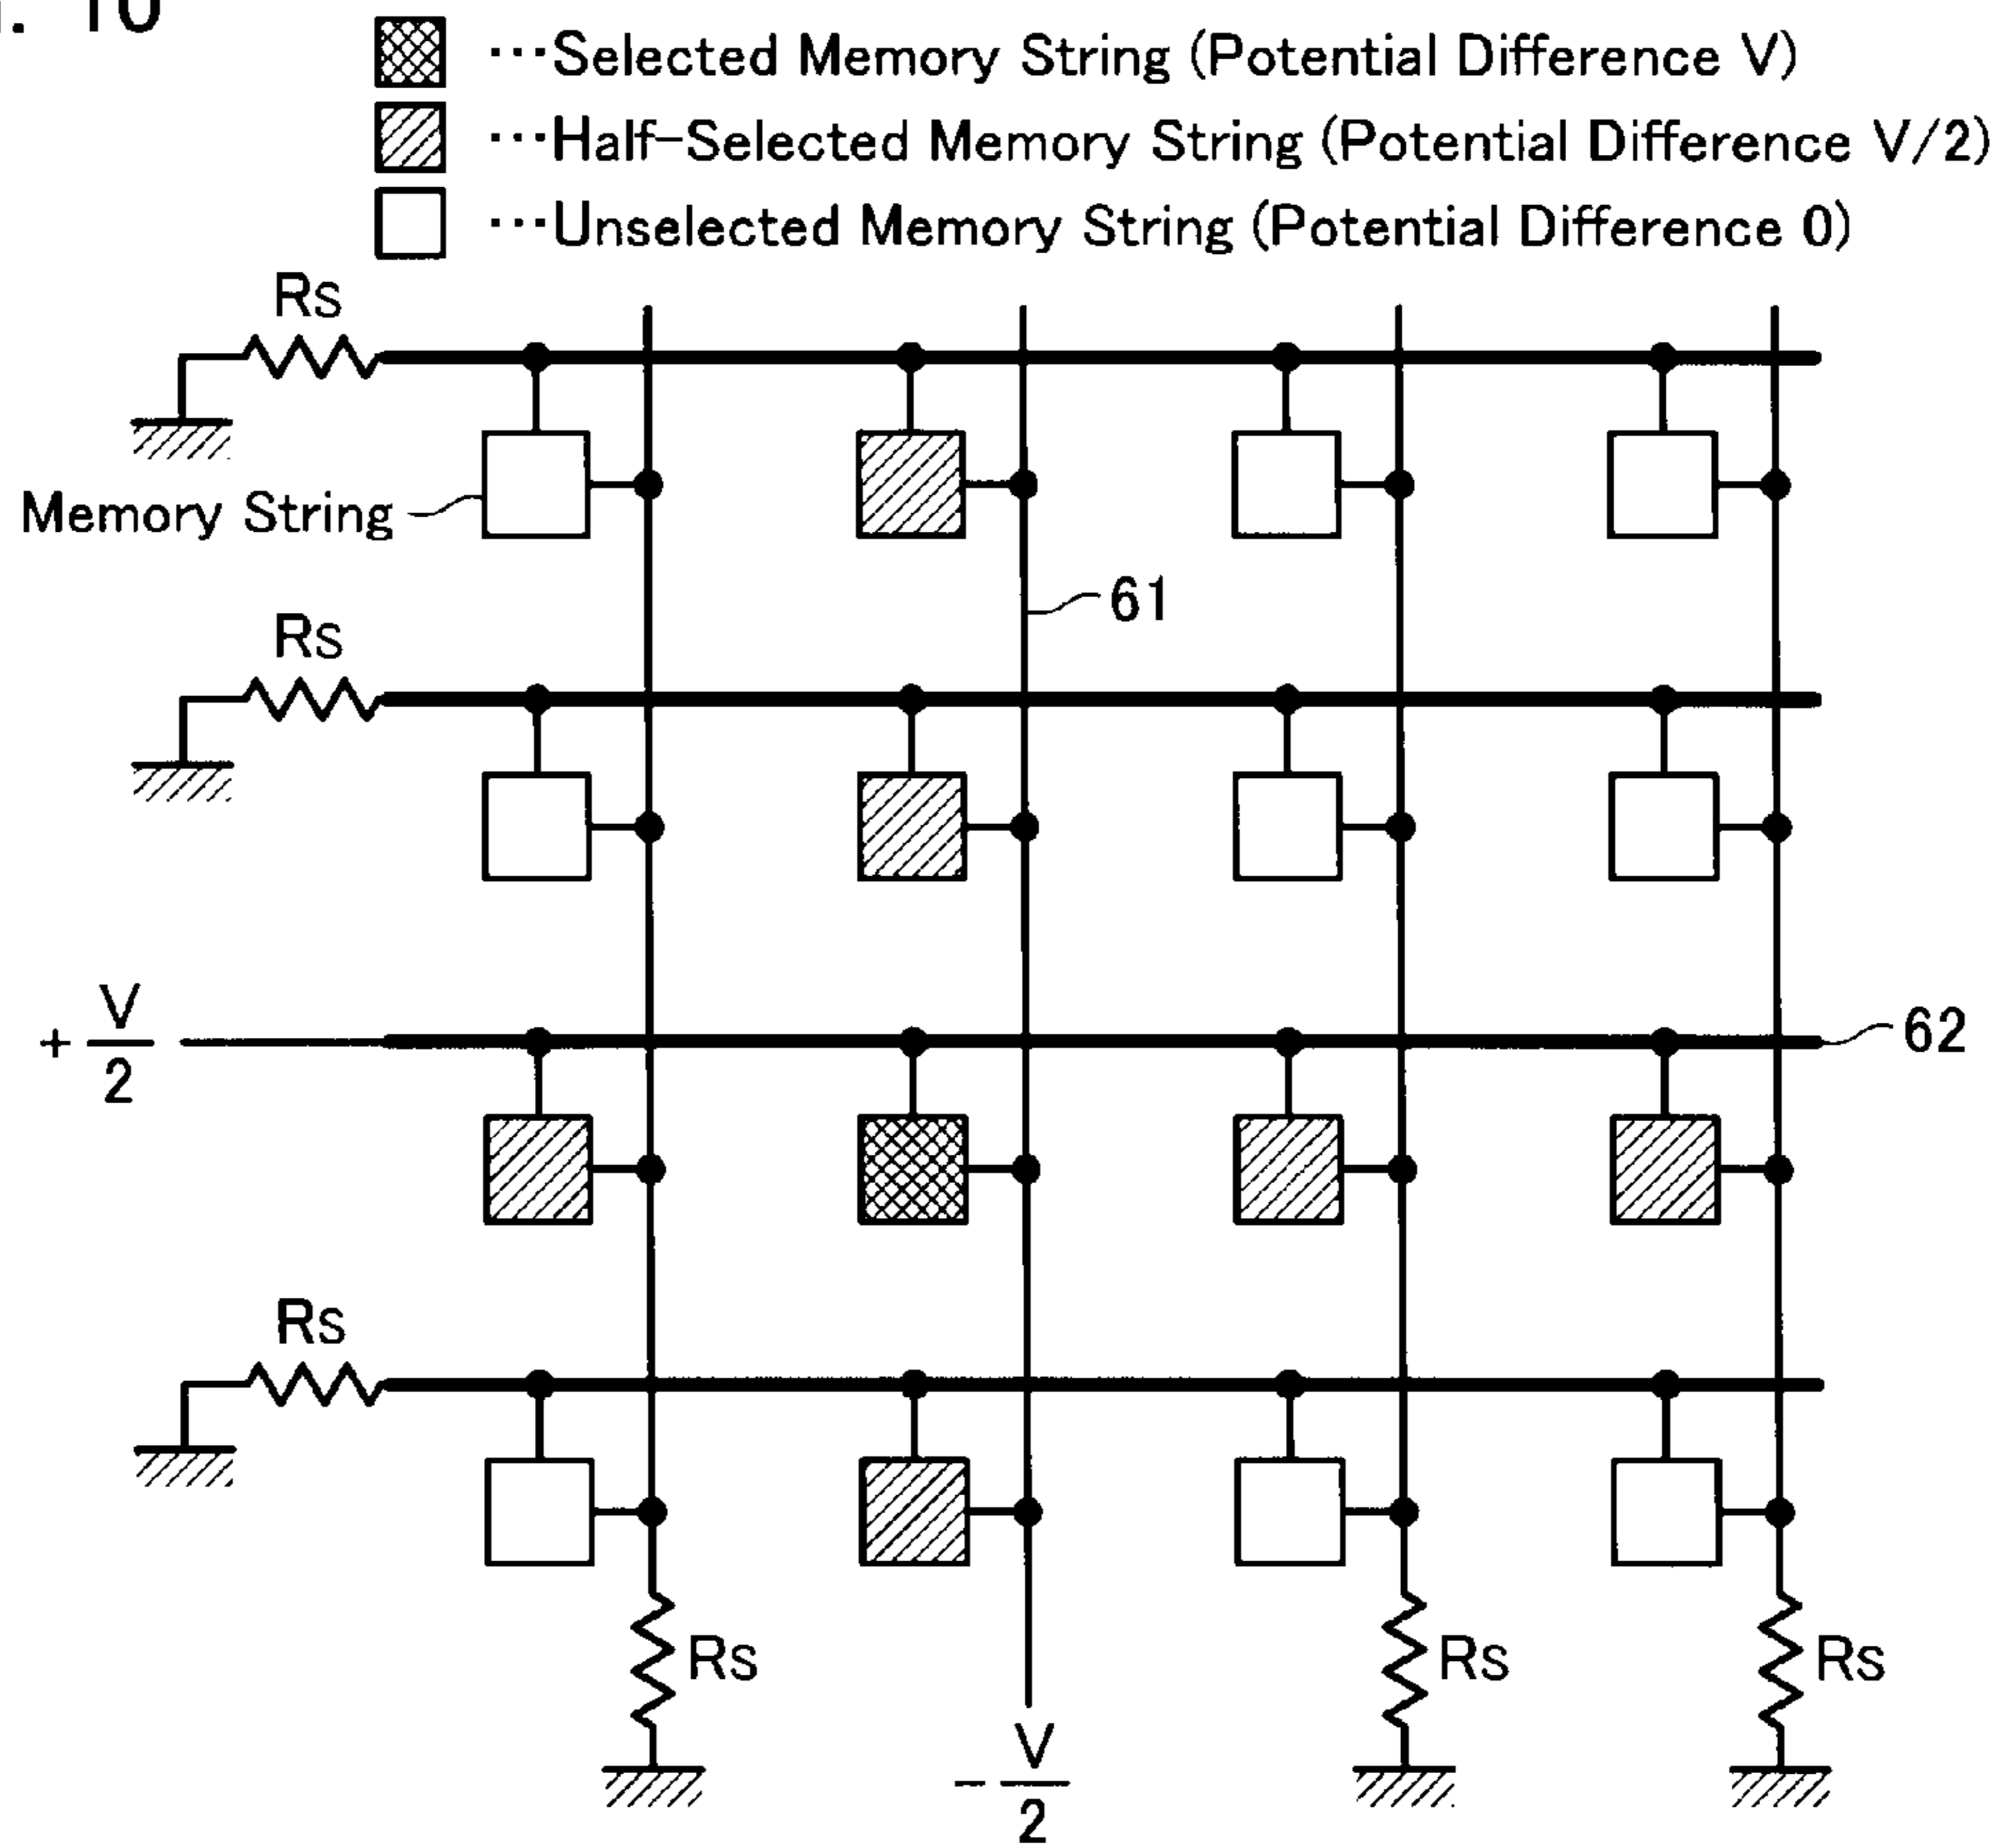 10
···Selected Memory String (Potential Difference V)
···Half-Selected Memory String (Potential Difference V/2)
···Unselected Memory String (Potential Difference 0)
Rs
Memory String
61
Rs
+ V/2
62
Rs
Rs
Rs
Rs
- V/2